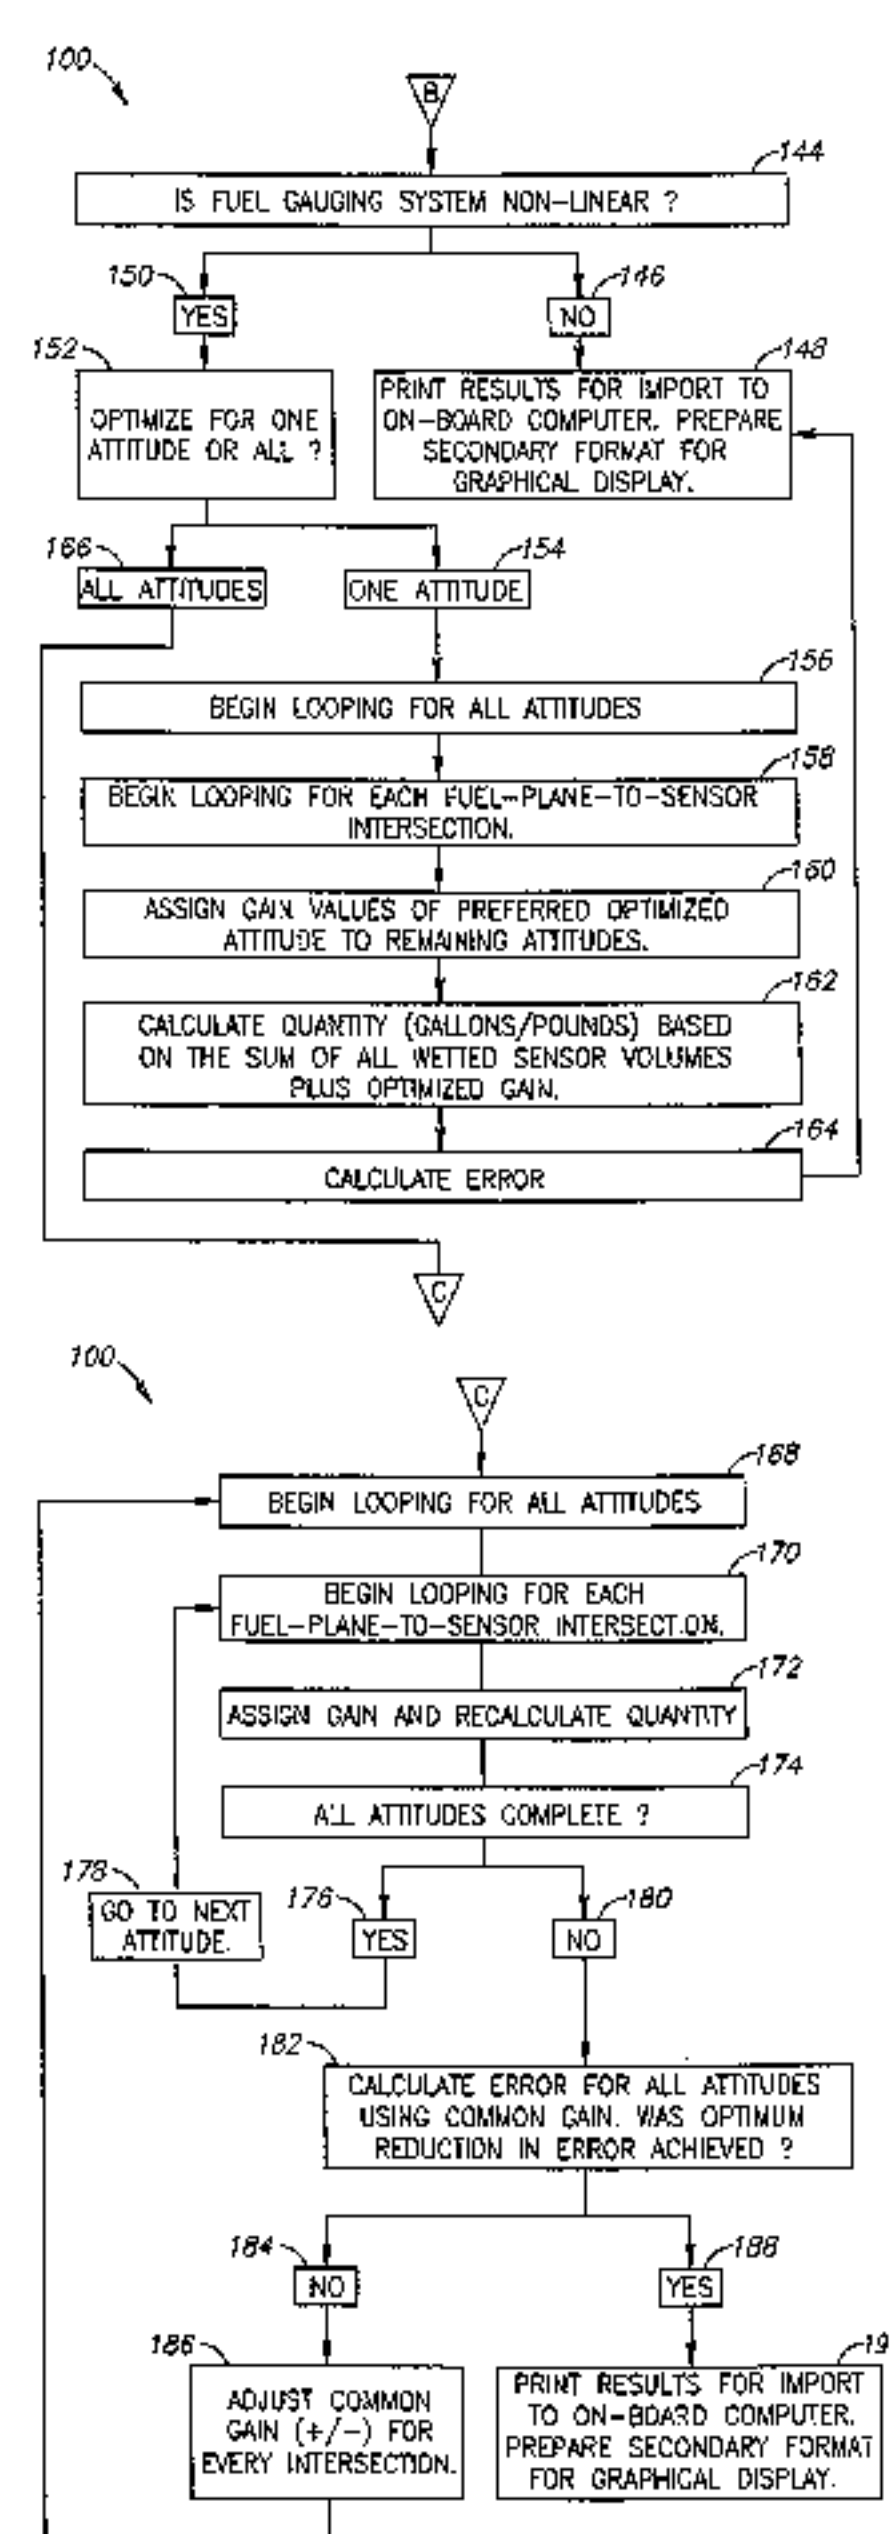 100
B
144
IS FUEL GAUGING SYSTEM NON-LINEAR ?
150
146
YES
NO
152
148
OPTIMIZE FOR ONE
ATTITUDE OR ALL ?
PRINT RESULTS FOR IMPORT TO
ON-BOARD COMPUTER. PREPARE
SECONDARY FORMAT FOR
GRAPHICAL DISPLAY.
166
154
ALL ATTITUDES
ONE ATTITUDE
156
BEGIN LOOPING FOR ALL ATTITUDES
158
BEGIN LOOPING FOR EACH FUEL-PLANE-TO-SENSOR
INTERSECTION.
160
ASSIGN GAIN VALUES OF PREFERRED OPTIMIZED
ATTITUDE TO REMAINING ATTITUDES.
162
CALCULATE QUANTITY (GALLONS/POUNDS) BASED
ON THE SUM OF ALL WETTED SENSOR VOLUMES
PLUS OPTIMIZED GAIN.
164
CALCULATE ERROR
C
100
C
168
BEGIN LOOPING FOR ALL ATTITUDES
170
BEGIN LOOPING FOR EACH
FUEL-PLANE-TO-SENSOR INTERSECTION.
172
ASSIGN GAIN AND RECALCULATE QUANTITY
174
ALL ATTITUDES COMPLETE ?
178
176
180
GO TO NEXT
ATTITUDE.
YES
NO
182
CALCULATE ERROR FOR ALL ATTITUDES
USING COMMON GAIN. WAS OPTIMUM
REDUCTION IN ERROR ACHIEVED ?
184
188
NO
YES
186
19
ADJUST COMMON
GAIN (+/-) FOR
EVERY INTERSECTION.
PRINT RESULTS FOR IMPORT
TO ON-BOARD COMPUTER.
PREPARE SECONDARY FORMAT
FOR GRAPHICAL DISPLAY.